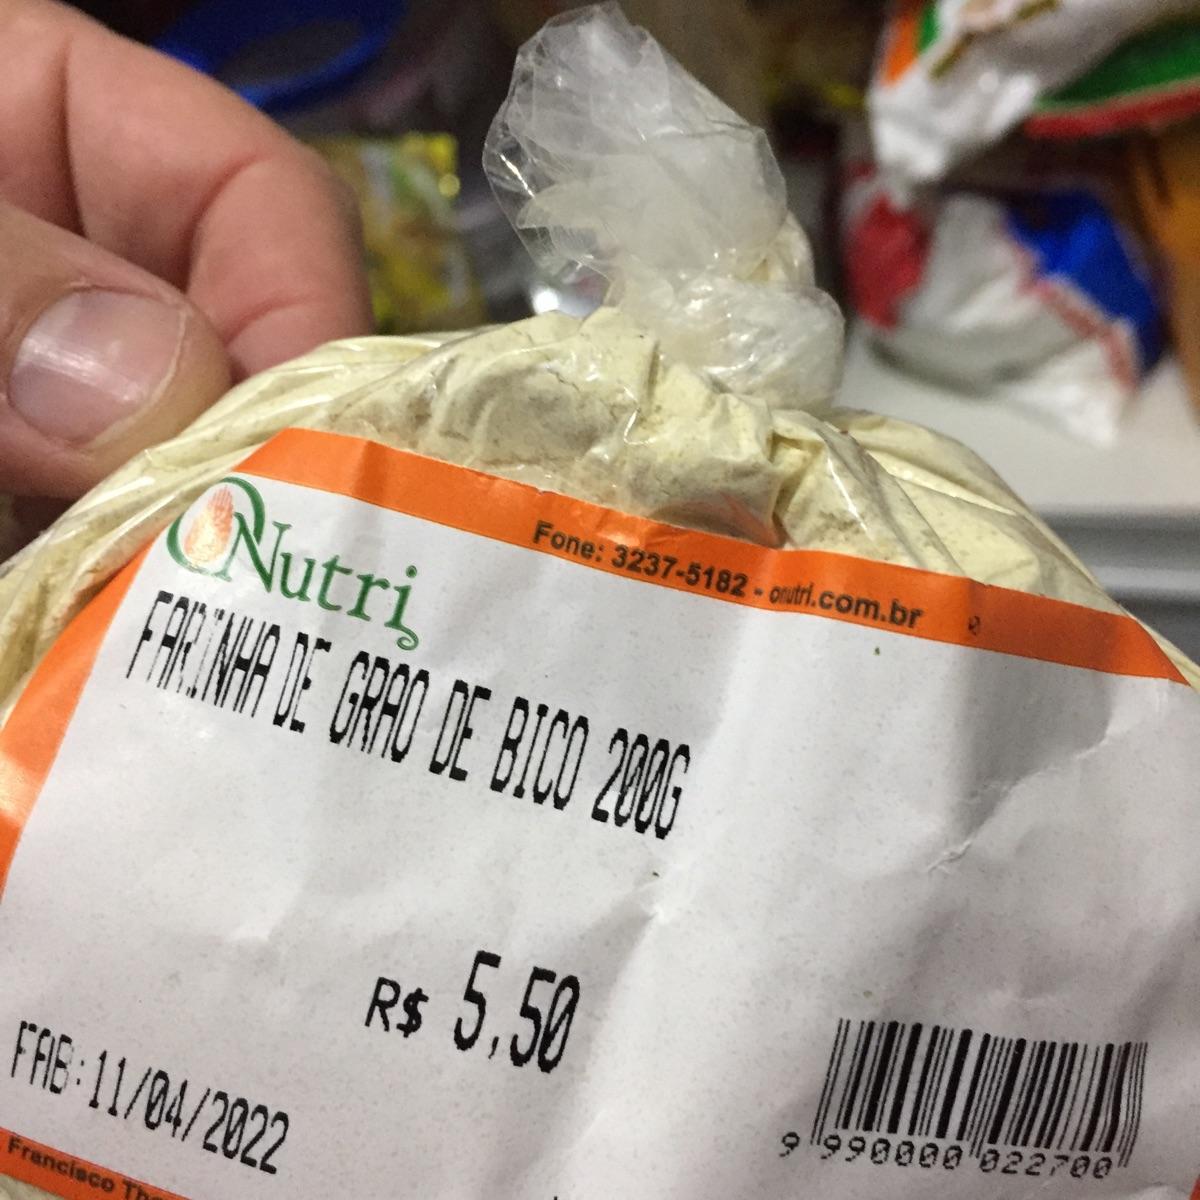 Fone: 3237-5182 - onutri.com.br
ONutri
FARINHA DE GRAO DE BICO 200G
R$ 5,50
FAB:11/04/2022
9 990000 022700
Francisco